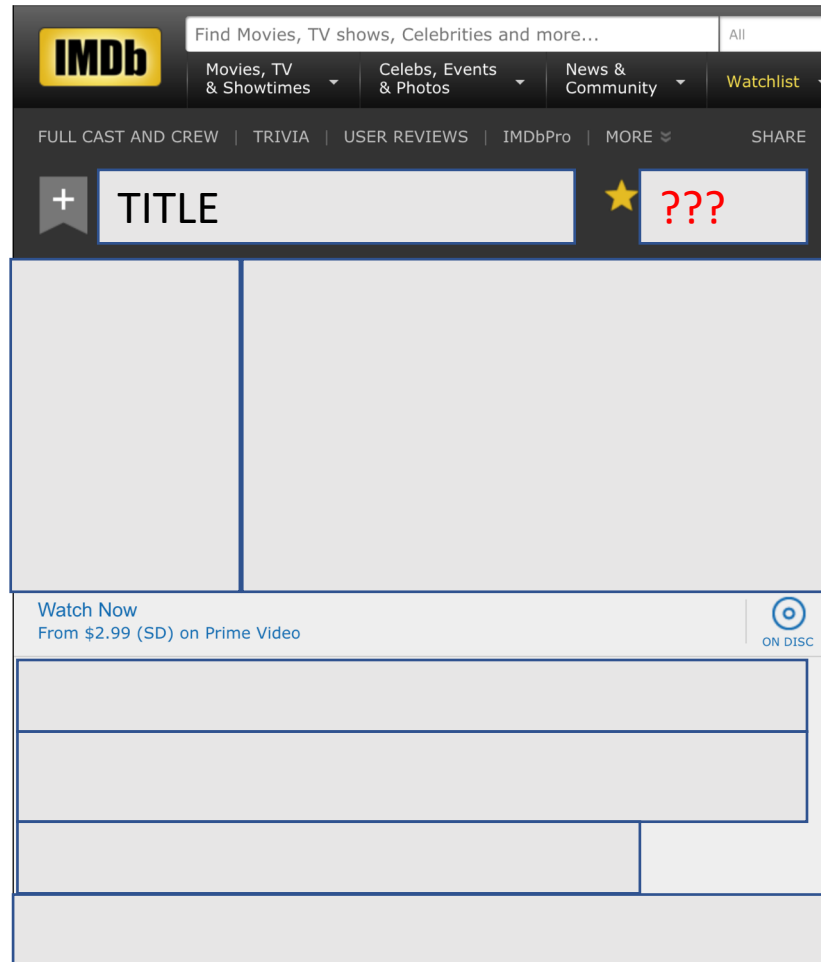 IMDb
Find Movies, TV shows, Celebrities and more...
All
Movies, TV
& Showtimes
Celebs, Events
& Photos
News &
Community
Watchlist
FULL CAST AND CREW | TRIVIA | USER REVIEWS | IMDbPro | MORE
SHARE
+
TITLE
???
Watch Now
From $2.99 (SD) on Prime Video
ON DISC